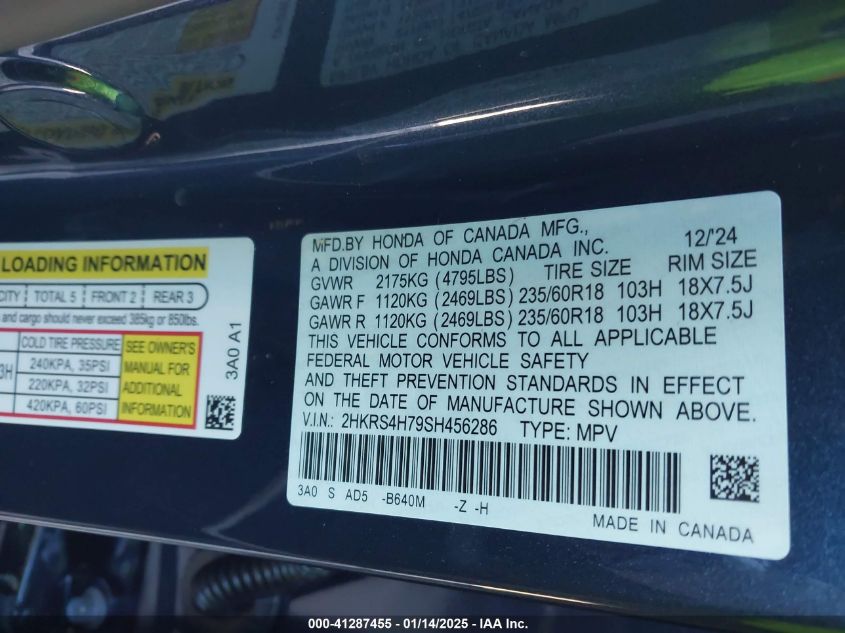 LOADING INFORMATION
CITY TOTAL 5 FRONT 2 REAR 3
and cargo should never exceed 385kg or 850lbs.
COLD TIRE PRESSURE
3H 240KPA, 35PSI
220KPA, 32PSI
420KPA, 60PSI
SEE OWNER'S
MANUAL FOR
ADDITIONAL
INFORMATION
3A0 A1
MFD.BY HONDA OF CANADA MFG., 12/'24
A DIVISION OF HONDA CANADA INC.
GVWR 2175KG (4795LBS) TIRE SIZE RIM SIZE
GAWR F 1120KG (2469LBS) 235/60R18 103H 18X7.5J
GAWR R 1120KG (2469LBS) 235/60R18 103H 18X7.5J
THIS VEHICLE CONFORMS TO ALL APPLICABLE
FEDERAL MOTOR VEHICLE SAFETY
AND THEFT PREVENTION STANDARDS IN EFFECT
ON THE DATE OF MANUFACTURE SHOWN ABOVE.
V.I.N.: 2HKRS4H79SH456286 TYPE: MPV
3A0 S AD5 -B640M -Z -H
MADE IN CANADA
000-41287455 - 01/14/2025 - IAA Inc.